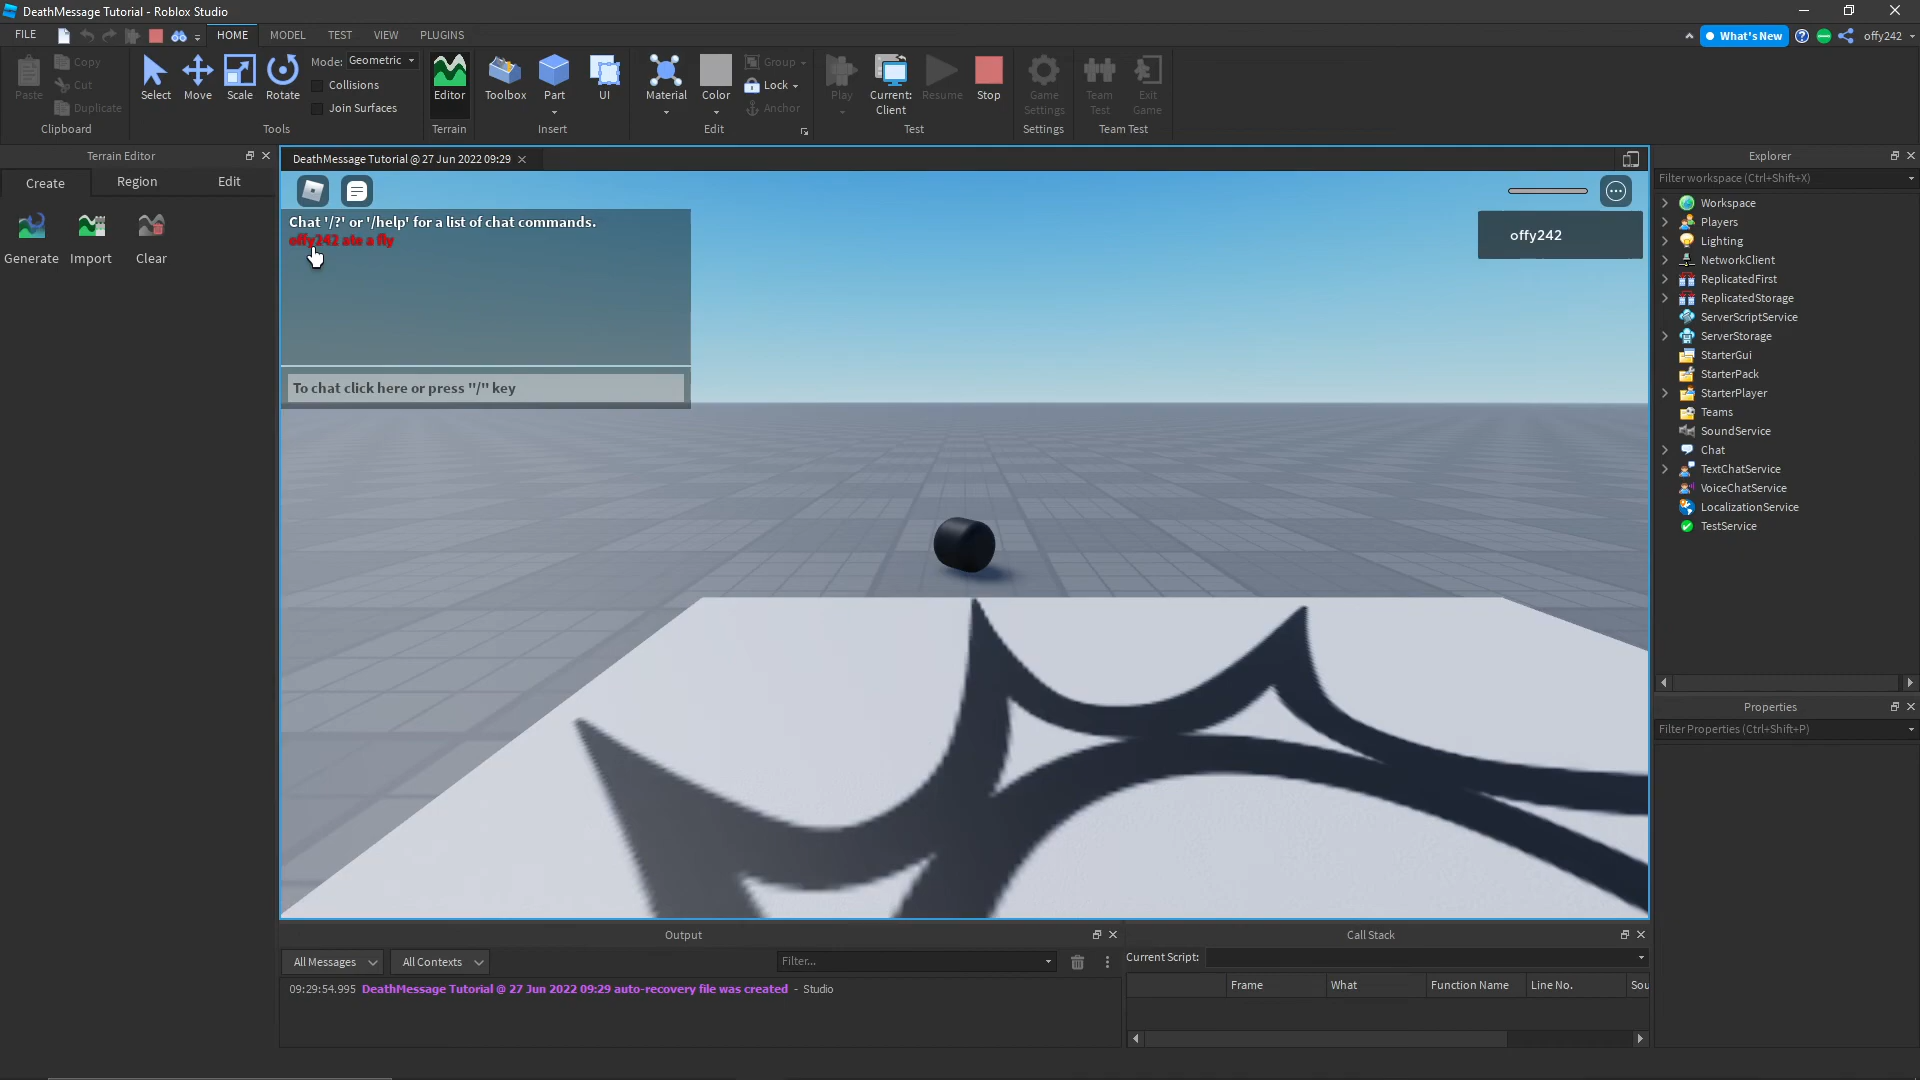 DeathMessage Tutorial - Roblox Studio
FILE HOME MODEL TEST VIEW PLUGINS What's New offy242
Paste Copy Cut Duplicate Clipboard
Select Move Scale Rotate Mode: Geometric Collisions Join Surfaces Tools
Editor Terrain
Toolbox Part UI Insert
Material Color Group Lock Anchor Edit
Play Current: Client Resume Stop Test
Game Settings Settings
Team Test Exit Game Team Test
Terrain Editor
Create Region Edit
Generate Import Clear
DeathMessage Tutorial @ 27 Jun 2022 09:29
Chat '/?' or '/help' for a list of chat commands.
offy242 ate a fly
To chat click here or press "/" key
offy242
Explorer
Filter workspace (Ctrl+Shift+X)
Workspace
Players
Lighting
NetworkClient
ReplicatedFirst
ReplicatedStorage
ServerScriptService
ServerStorage
StarterGui
StarterPack
StarterPlayer
Teams
SoundService
Chat
TextChatService
VoiceChatService
LocalizationService
TestService
Properties
Filter Properties (Ctrl+Shift+P)
Output
All Messages All Contexts Filter...
09:29:54.995 DeathMessage Tutorial @ 27 Jun 2022 09:29 auto-recovery file was created - Studio
Call Stack
Current Script:
Frame What Function Name Line No. Sou